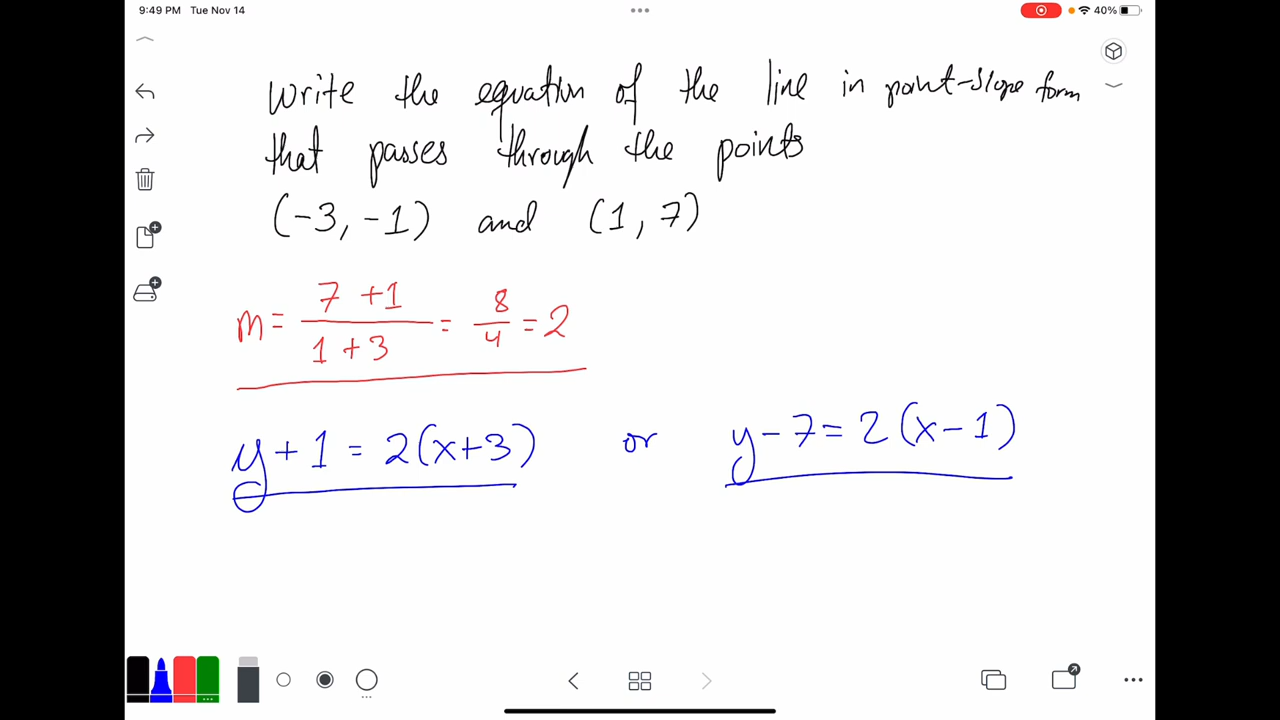 9:49 PM Tue Nov 14
40%
Write the equation of the line in point-slope form
that passes through the points
(-3, -1) and (1, 7)
m = 7 +1 / 1 + 3 = 8/4 = 2
y + 1 = 2(x+3) or y - 7 = 2(x - 1)